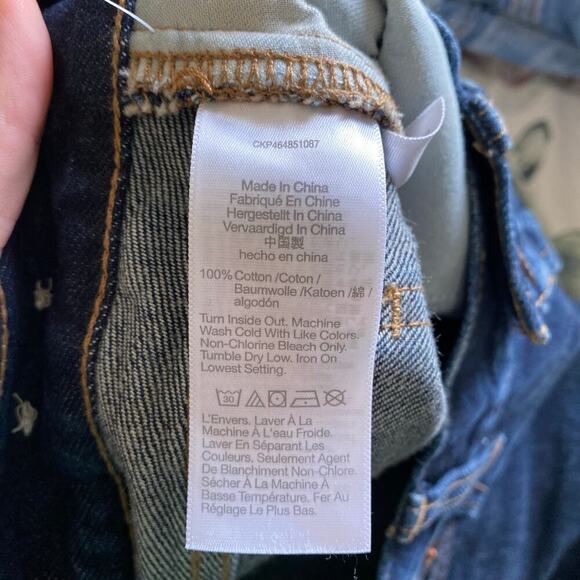 CKP464851087
Made In China
Fabriqué En Chine
Hergestellt In China
Vervaardigd In China
中国製
hecho en china
100% Cotton /Coton/
Baumwolle /Katoen /綿/
algodón
Turn Inside Out. Machine
Wash Cold With Like Colors.
Non-Chlorine Bleach Only.
Tumble Dry Low. Iron On
Lowest Setting.
30
L'Envers. Laver À La
Machine À L'eau Froide.
Laver En Séparant Les
Couleurs. Seulement Agent
De Blanchiment Non-Chlore.
Sécher À La Machine À
Basse Température. Fer Au
Réglage Le Plus Bas.